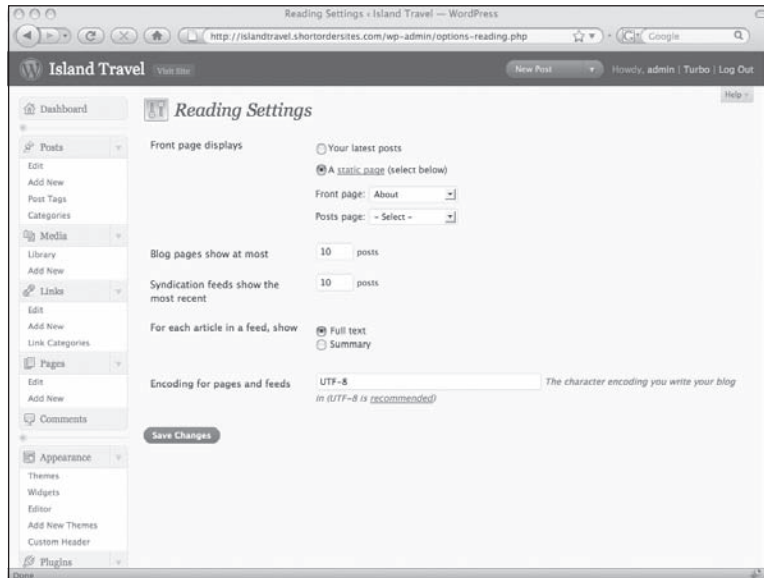 Reading Settings ‹ Island Travel — WordPress
http://islandtravel.shortordersites.com/wp-admin/options-reading.php
Google
Island Travel Visit Site
New Post
Howdy, admin | Turbo | Log Out
Help
Dashboard
Posts
Edit
Add New
Post Tags
Categories
Media
Library
Add New
Links
Edit
Add New
Link Categories
Pages
Edit
Add New
Comments
Appearance
Themes
Widgets
Editor
Add New Themes
Custom Header
Plugins
Reading Settings
Front page displays
Your latest posts
A static page (select below)
Front page: About
Posts page: – Select –
Blog pages show at most 10 posts
Syndication feeds show the 10 posts
most recent
For each article in a feed, show
Full text
Summary
Encoding for pages and feeds UTF-8 The character encoding you write your blog
in (UTF-8 is recommended)
Save Changes
Done